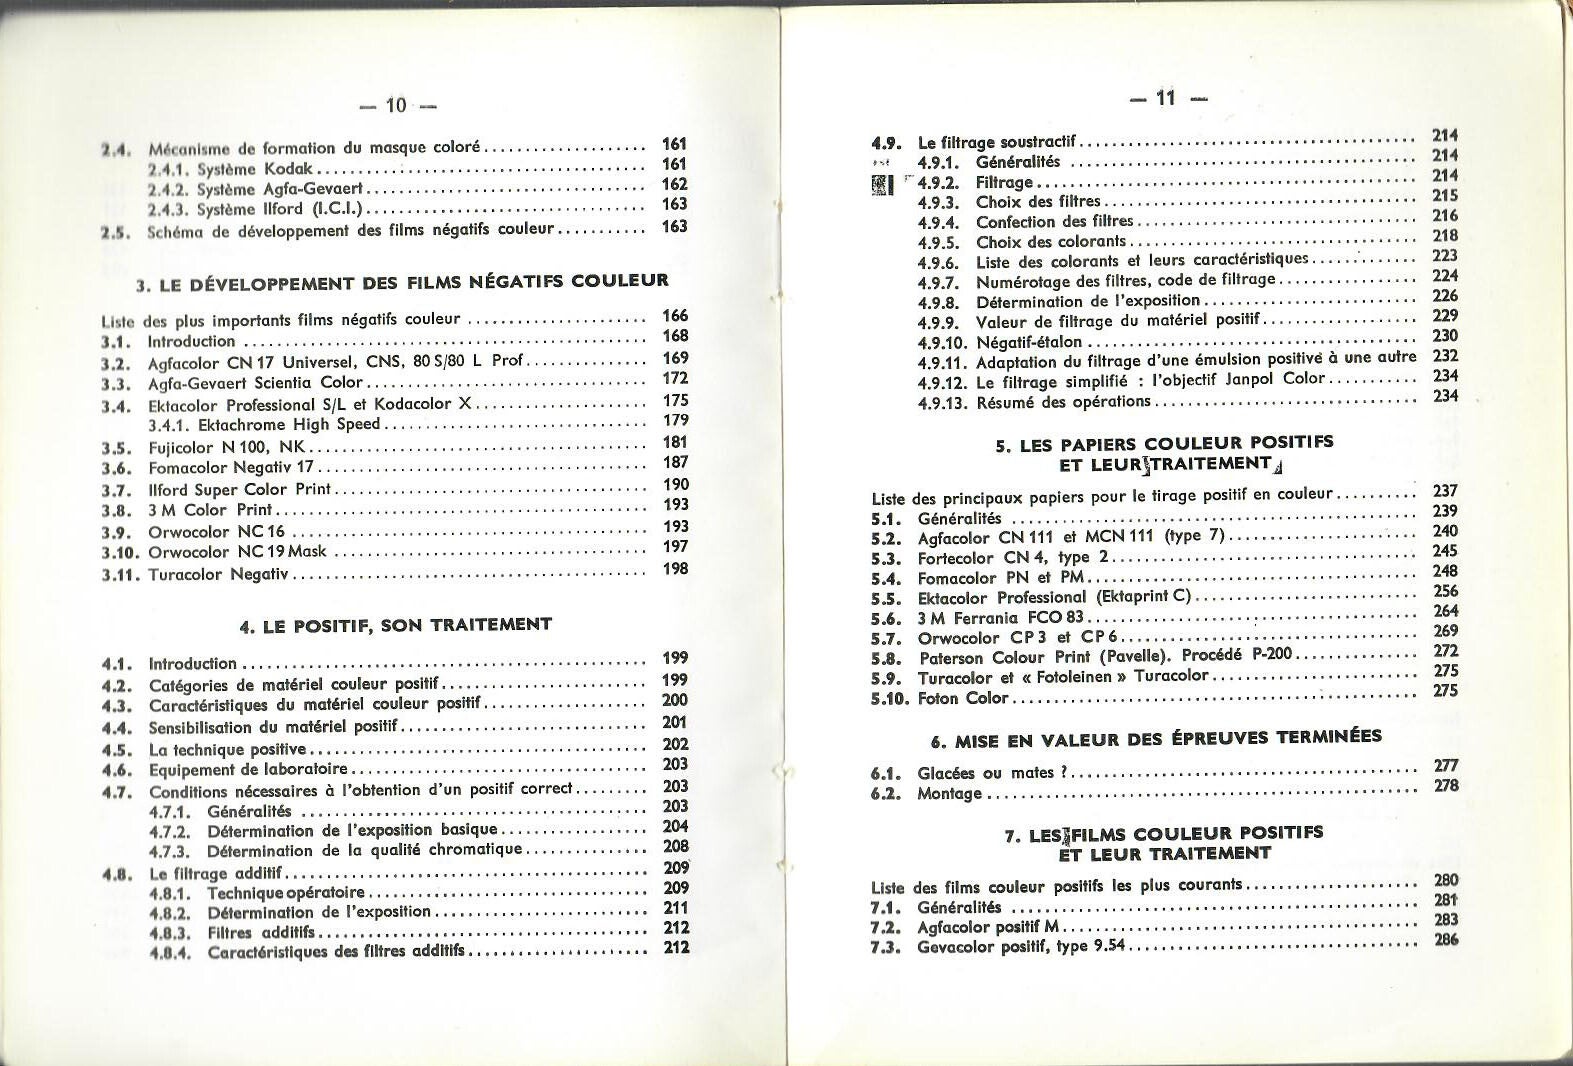 — 10 —
2.4. Mécanisme de formation du masque coloré.................... 161
2.4.1. Système Kodak........................................ 161
2.4.2. Système Agfa-Gevaert.................................. 162
2.4.3. Système Ilford (I.C.I.).................................. 163
2.5. Schéma de développement des films négatifs couleur........... 163
3. LE DÉVELOPPEMENT DES FILMS NÉGATIFS COULEUR
Liste des plus importants films négatifs couleur ...................... 166
3.1. Introduction ................................................. 168
3.2. Agfacolor CN 17 Universel, CNS, 80 S/80 L Prof............... 169
3.3. Agfa-Gevaert Scientia Color.................................. 172
3.4. Ektacolor Professional S/L et Kodacolor X..................... 175
3.4.1. Ektachrome High Speed................................ 179
3.5. Fujicolor N 100, NK......................................... 181
3.6. Fomacolor Negativ 17........................................ 187
3.7. Ilford Super Color Print...................................... 190
3.8. 3 M Color Print............................................. 193
3.9. Orwocolor NC 16 ........................................... 193
3.10. Orwocolor NC 19 Mask ...................................... 197
3.11. Turacolor Negativ........................................... 198
4. LE POSITIF, SON TRAITEMENT
4.1. Introduction ................................................. 199
4.2. Catégories de matériel couleur positif......................... 199
4.3. Caractéristiques du matériel couleur positif.................... 200
4.4. Sensibilisation du matériel positif.............................. 201
4.5. La technique positive......................................... 202
4.6. Equipement de laboratoire.................................... 203
4.7. Conditions nécessaires à l'obtention d'un positif correct......... 203
4.7.1. Généralités .......................................... 203
4.7.2. Détermination de l'exposition basique.................. 204
4.7.3. Détermination de la qualité chromatique............... 208
4.8. Le filtrage additif............................................ 209
4.8.1. Technique opératoire.................................. 209
4.8.2. Détermination de l'exposition.......................... 211
4.8.3. Filtres additifs........................................ 212
4.8.4. Caractéristiques des filtres additifs...................... 212
— 11 —
4.9. Le filtrage soustractif......................................... 214
4.9.1. Généralités .......................................... 214
4.9.2. Filtrage.............................................. 214
4.9.3. Choix des filtres...................................... 215
4.9.4. Confection des filtres.................................. 216
4.9.5. Choix des colorants................................... 218
4.9.6. Liste des colorants et leurs caractéristiques............. 223
4.9.7. Numérotage des filtres, code de filtrage................. 224
4.9.8. Détermination de l'exposition.......................... 226
4.9.9. Valeur de filtrage du matériel positif................... 229
4.9.10. Négatif-étalon ........................................ 230
4.9.11. Adaptation du filtrage d'une émulsion positive à une autre 232
4.9.12. Le filtrage simplifié : l'objectif Janpol Color........... 234
4.9.13. Résumé des opérations................................ 234
5. LES PAPIERS COULEUR POSITIFS
ET LEUR TRAITEMENT
Liste des principaux papiers pour le tirage positif en couleur.......... 237
5.1. Généralités ................................................. 239
5.2. Agfacolor CN 111 et MCN 111 (type 7)....................... 240
5.3. Fortecolor CN 4, type 2..................................... 245
5.4. Fomacolor PN et PM........................................ 248
5.5. Ektacolor Professional (Ektaprint C)........................... 256
5.6. 3 M Ferrania FCO 83........................................ 264
5.7. Orwocolor CP 3 et CP 6..................................... 269
5.8. Paterson Colour Print (Pavelle). Procédé P-200............... 272
5.9. Turacolor et « Fotoleinen » Turacolor......................... 275
5.10. Foton Color................................................. 275
6. MISE EN VALEUR DES ÉPREUVES TERMINÉES
6.1. Glacées ou mates ?.......................................... 277
6.2. Montage.................................................... 278
7. LES FILMS COULEUR POSITIFS
ET LEUR TRAITEMENT
Liste des films couleur positifs les plus courants..................... 280
7.1. Généralités ................................................. 281
7.2. Agfacolor positif M.......................................... 283
7.3. Gevacolor positif, type 9.54................................... 286